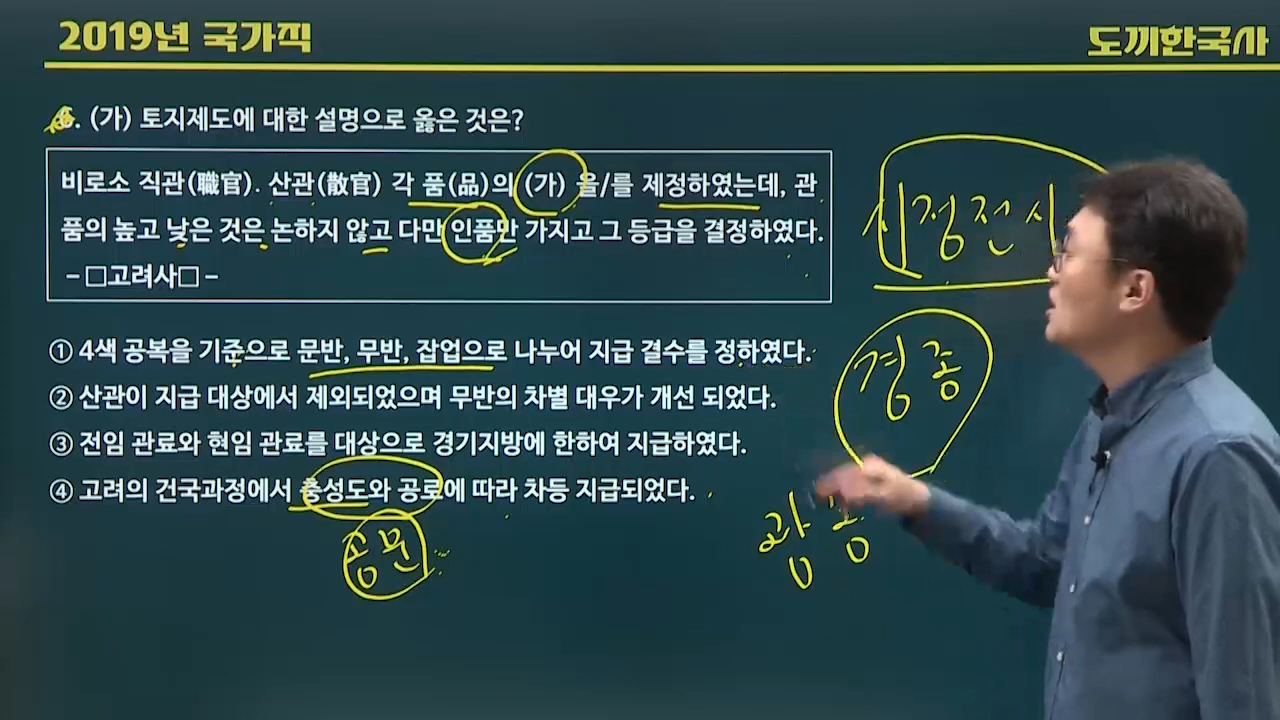 2019년 국가직
도끼한국사
6. (가) 토지제도에 대한 설명으로 옳은 것은?
비로소 직관(職官). 산관(散官) 각 품(品)의 (가) 을/를 제정하였는데, 관
품의 높고 낮은 것은 논하지 않고 다만 인품만 가지고 그 등급을 결정하였다.
- □고려사□ -
시정전시
① 4색 공복을 기준으로 문반, 무반, 잡업으로 나누어 지급 결수를 정하였다.
② 산관이 지급 대상에서 제외되었으며 무반의 차별 대우가 개선 되었다.
③ 전임 관료와 현임 관료를 대상으로 경기지방에 한하여 지급하였다.
④ 고려의 건국과정에서 충성도와 공로에 따라 차등 지급되었다.
경종
광종